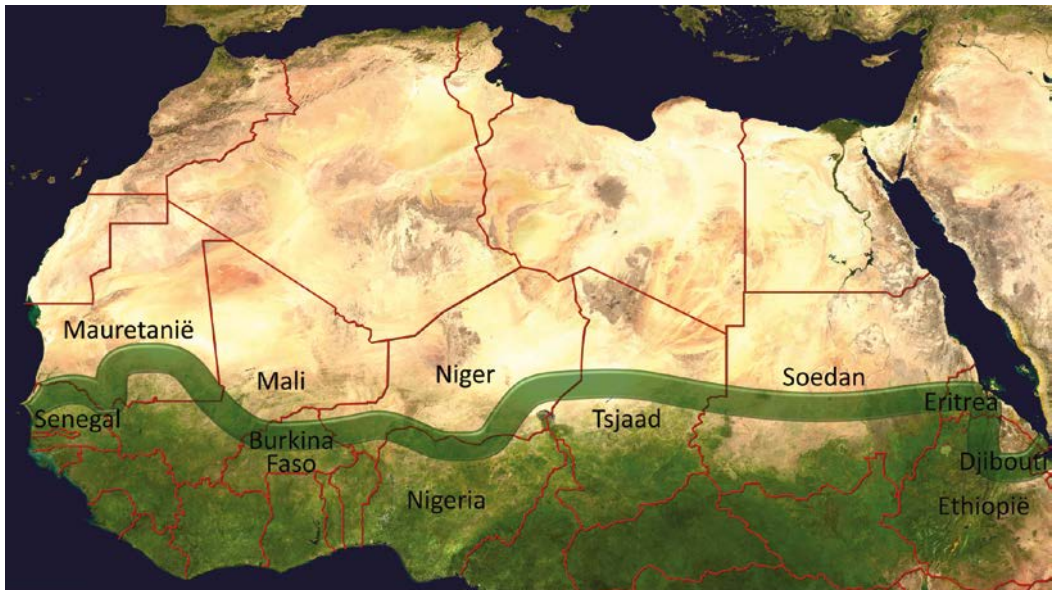 Mauretanië
Mali
Niger
Soedan
Senegal
Burkina
Faso
Tsjaad
Eritrea
Djibouti
Nigeria
Ethiopië